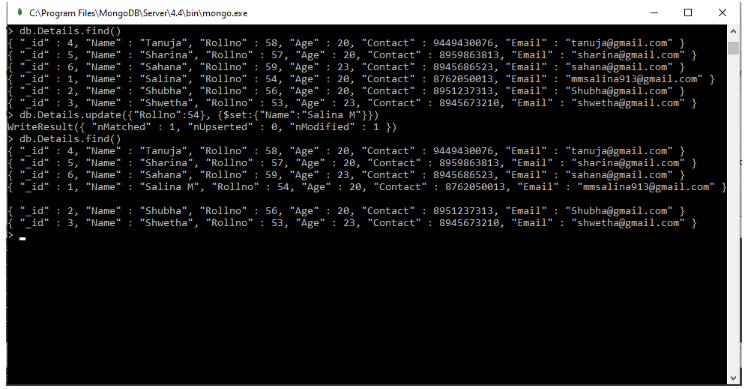 C:\Program Files\MongoDB\Server\4.4\bin\mongo.exe
> db.Details.find()
{ "_id" : 4, "Name" : "Tanuja", "Rollno" : 58, "Age" : 20, "Contact" : 9449430076, "Email" : "tanuja@gmail.com" }
{ "_id" : 5, "Name" : "Sharina", "Rollno" : 57, "Age" : 20, "Contact" : 8959863813, "Email" : "sharina@gmail.com" }
{ "_id" : 6, "Name" : "Sahana", "Rollno" : 59, "Age" : 23, "Contact" : 8945686523, "Email" : "sahana@gmail.com" }
{ "_id" : 1, "Name" : "Salina", "Rollno" : 54, "Age" : 20, "Contact" : 8762050013, "Email" : "mmsalina913@gmail.com" }
{ "_id" : 2, "Name" : "Shubha", "Rollno" : 56, "Age" : 20, "Contact" : 8951237313, "Email" : "Shubha@gmail.com" }
{ "_id" : 3, "Name" : "Shwetha", "Rollno" : 53, "Age" : 23, "Contact" : 8945673210, "Email" : "shwetha@gmail.com" }
> db.Details.update({"Rollno":54}, {$set:{"Name":"Salina M"}})
WriteResult({ "nMatched" : 1, "nUpserted" : 0, "nModified" : 1 })
> db.Details.find()
{ "_id" : 4, "Name" : "Tanuja", "Rollno" : 58, "Age" : 20, "Contact" : 9449430076, "Email" : "tanuja@gmail.com" }
{ "_id" : 5, "Name" : "Sharina", "Rollno" : 57, "Age" : 20, "Contact" : 8959863813, "Email" : "sharina@gmail.com" }
{ "_id" : 6, "Name" : "Sahana", "Rollno" : 59, "Age" : 23, "Contact" : 8945686523, "Email" : "sahana@gmail.com" }
{ "_id" : 1, "Name" : "Salina M", "Rollno" : 54, "Age" : 20, "Contact" : 8762050013, "Email" : "mmsalina913@gmail.com" }
{ "_id" : 2, "Name" : "Shubha", "Rollno" : 56, "Age" : 20, "Contact" : 8951237313, "Email" : "Shubha@gmail.com" }
{ "_id" : 3, "Name" : "Shwetha", "Rollno" : 53, "Age" : 23, "Contact" : 8945673210, "Email" : "shwetha@gmail.com" }
>